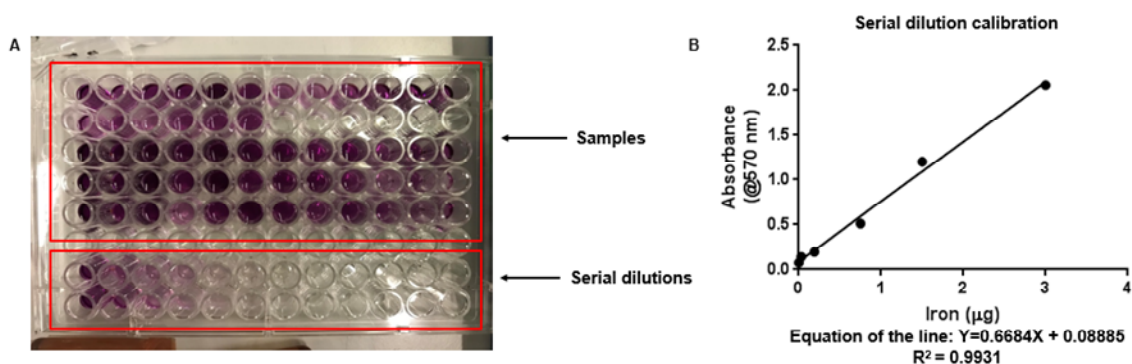 A
Samples
Serial dilutions
B
Serial dilution calibration
Absorbance
(@570 nm)
2.5
2.0
1.5
1.0
0.5
0.0
0
1
2
3
4
Iron (µg)
Equation of the line: Y=0.6684X + 0.08885
R² = 0.9931